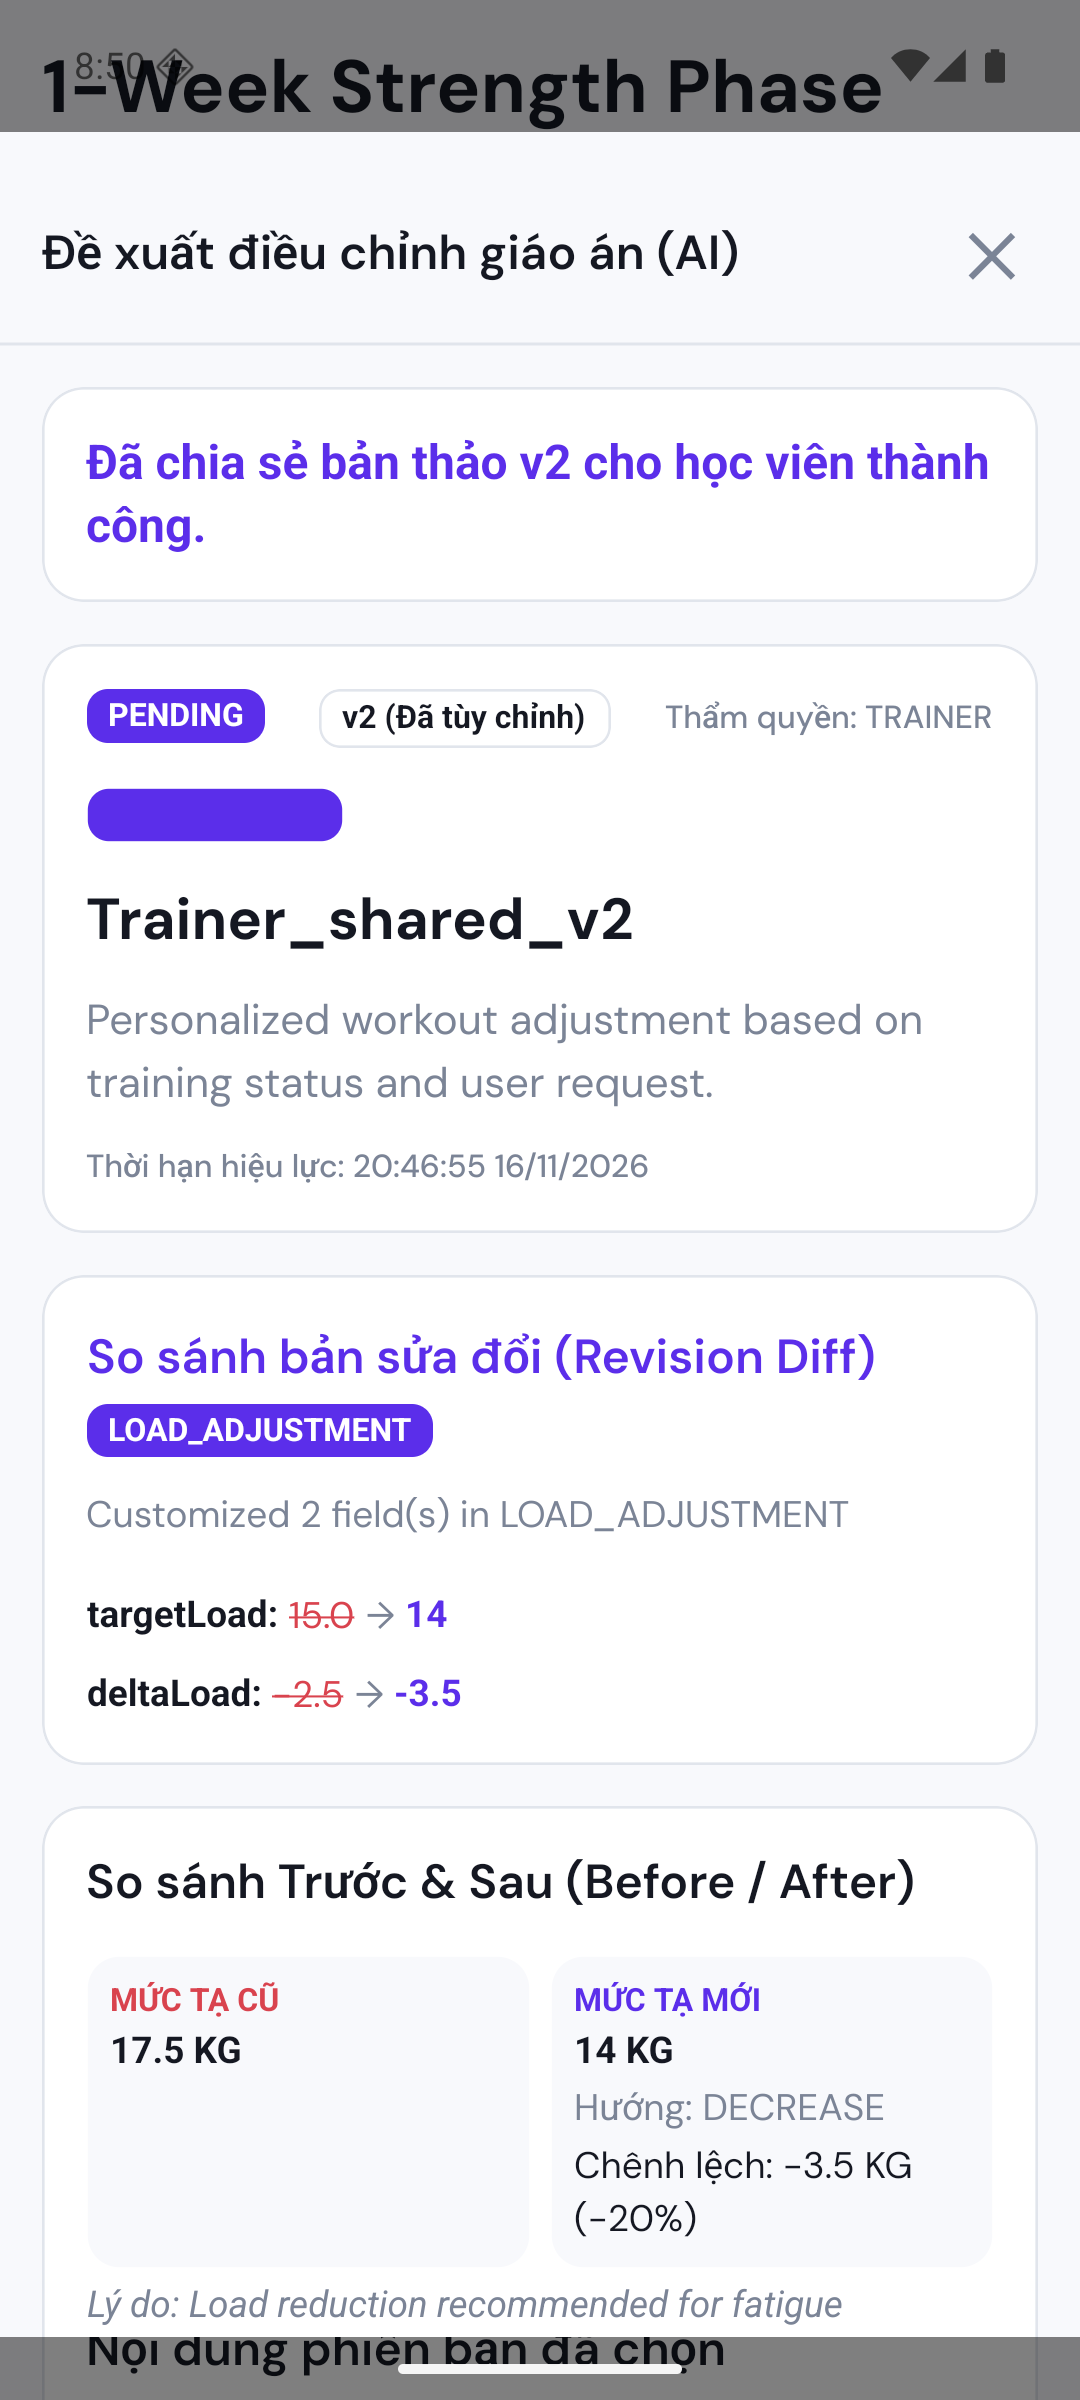 8:50
1-Week Strength Phase
Đề xuất điều chỉnh giáo án (AI)
Đã chia sẻ bản thảo v2 cho học viên thành
công.
PENDING
v2 (Đã tùy chỉnh)
Thẩm quyền: TRAINER
Trainer_shared_v2
Personalized workout adjustment based on
training status and user request.
Thời hạn hiệu lực: 20:46:55 16/11/2026
So sánh bản sửa đổi (Revision Diff)
LOAD_ADJUSTMENT
Customized 2 field(s) in LOAD_ADJUSTMENT
targetLoad: 15.0 → 14
deltaLoad: -2.5 → -3.5
So sánh Trước & Sau (Before / After)
MỨC TẠ CŨ
17.5 KG
MỨC TẠ MỚI
14 KG
Hướng: DECREASE
Chênh lệch: -3.5 KG
(-20%)
Lý do: Load reduction recommended for fatigue
Nội dung phiên bản đã chọn